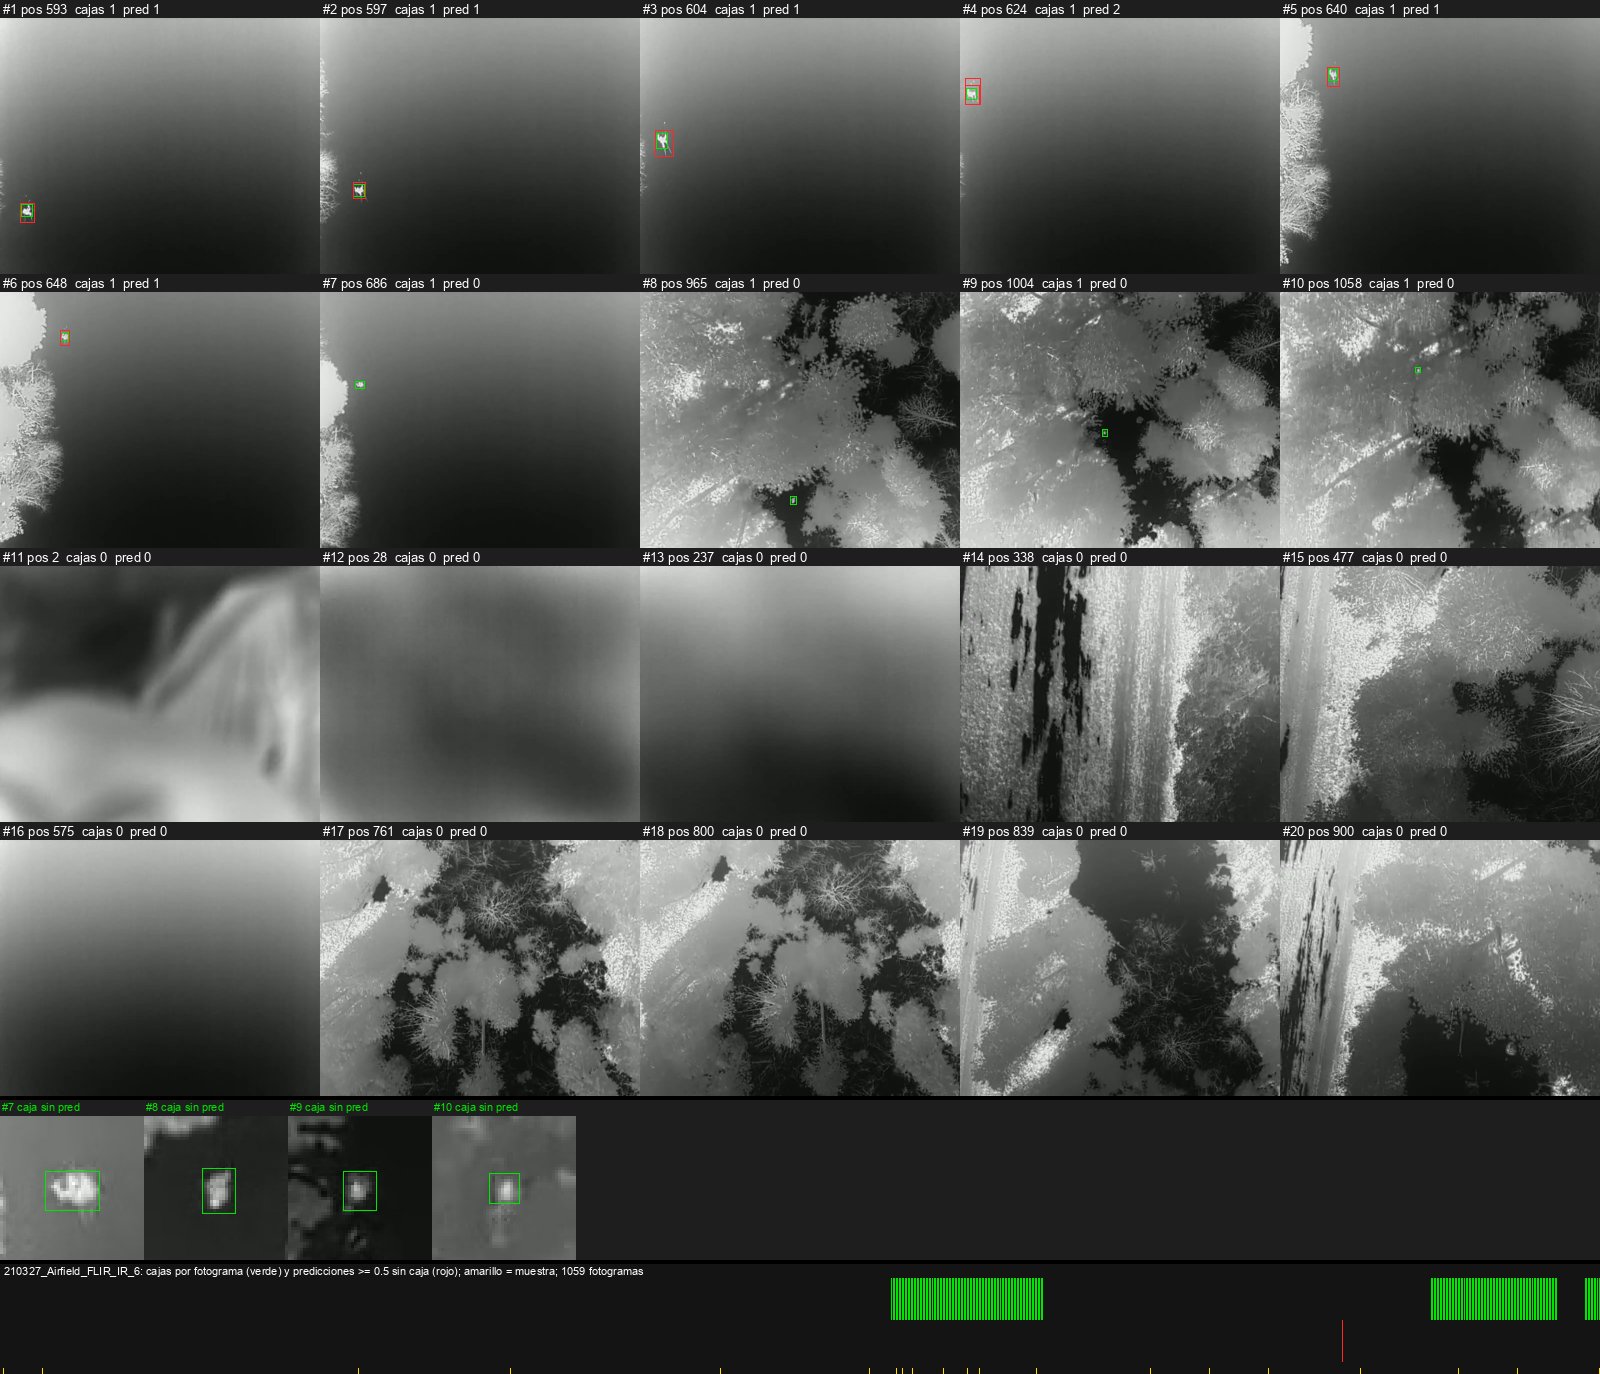 #1 pos 593 cajas 1 pred 1
#2 pos 597 cajas 1 pred 1
#3 pos 604 cajas 1 pred 1
#4 pos 624 cajas 1 pred 2
#5 pos 640 cajas 1 pred 1
#6 pos 648 cajas 1 pred 1
#7 pos 686 cajas 1 pred 0
#8 pos 965 cajas 1 pred 0
#9 pos 1004 cajas 1 pred 0
#10 pos 1058 cajas 1 pred 0
#11 pos 2 cajas 0 pred 0
#12 pos 28 cajas 0 pred 0
#13 pos 237 cajas 0 pred 0
#14 pos 338 cajas 0 pred 0
#15 pos 477 cajas 0 pred 0
#16 pos 575 cajas 0 pred 0
#17 pos 761 cajas 0 pred 0
#18 pos 800 cajas 0 pred 0
#19 pos 839 cajas 0 pred 0
#20 pos 900 cajas 0 pred 0
#7 caja sin pred
#8 caja sin pred
#9 caja sin pred
#10 caja sin pred
210327_Airfield_FLIR_IR_6: cajas por fotograma (verde) y predicciones >= 0.5 sin caja (rojo); amarillo = muestra; 1059 fotogramas